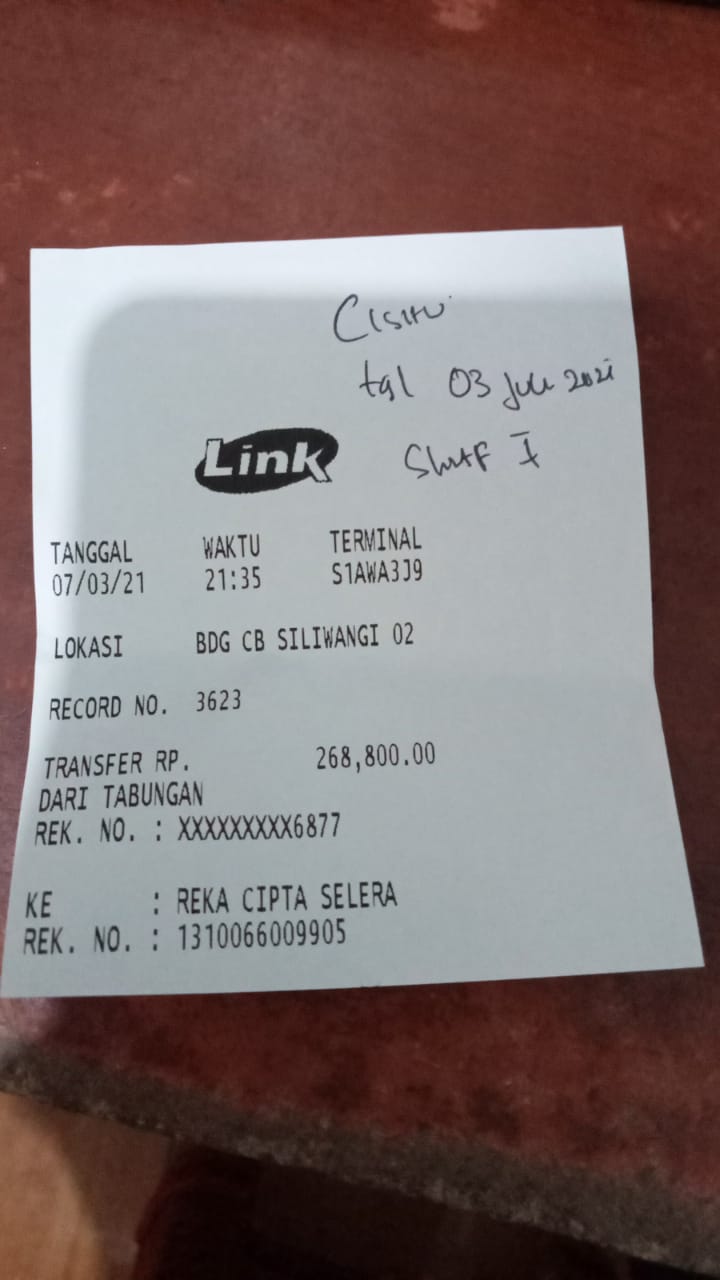 Cisitu
tgl 03 Juli 2021
Shift I
Link
TANGGAL WAKTU TERMINAL
07/03/21 21:35 S1AWA3J9
LOKASI BDG CB SILIWANGI 02
RECORD NO. 3623
TRANSFER RP. 268,800.00
DARI TABUNGAN
REK. NO. : XXXXXXXXX6877
KE : REKA CIPTA SELERA
REK. NO. : 1310066009905